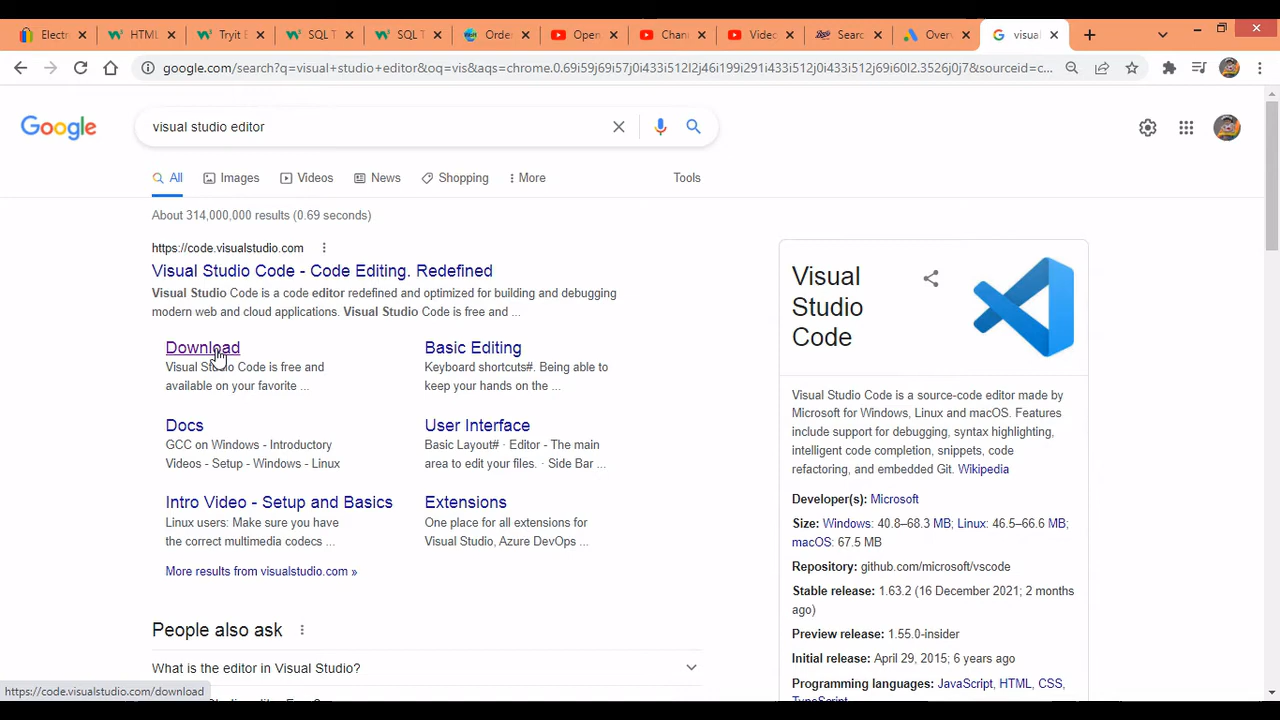 Electr
HTML
Tryit E
SQL T
SQL T
Orde
Open
Chan
Video
Searc
Overv
visual
google.com/search?q=visual+studio+editor&oq=vis&aqs=chrome.0.69i59j69i57j0i433i512l2j46i199i291i433i512j0i433i512j69i60l2.3526j0j7&sourceid=c...
Google
visual studio editor
All
Images
Videos
News
Shopping
More
Tools
About 314,000,000 results (0.69 seconds)
https://code.visualstudio.com
Visual Studio Code - Code Editing. Redefined
Visual Studio Code is a code editor redefined and optimized for building and debugging
modern web and cloud applications. Visual Studio Code is free and ...
Download
Visual Studio Code is free and
available on your favorite ...
Basic Editing
Keyboard shortcuts#. Being able to
keep your hands on the ...
Docs
GCC on Windows - Introductory
Videos - Setup - Windows - Linux
User Interface
Basic Layout# · Editor - The main
area to edit your files. · Side Bar ...
Intro Video - Setup and Basics
Linux users: Make sure you have
the correct multimedia codecs ...
Extensions
One place for all extensions for
Visual Studio, Azure DevOps ...
More results from visualstudio.com »
People also ask
What is the editor in Visual Studio?
https://code.visualstudio.com/download
Visual
Studio
Code
Visual Studio Code is a source-code editor made by
Microsoft for Windows, Linux and macOS. Features
include support for debugging, syntax highlighting,
intelligent code completion, snippets, code
refactoring, and embedded Git. Wikipedia
Developer(s): Microsoft
Size: Windows: 40.8–68.3 MB; Linux: 46.5–66.6 MB;
macOS: 67.5 MB
Repository: github.com/microsoft/vscode
Stable release: 1.63.2 (16 December 2021; 2 months
ago)
Preview release: 1.55.0-insider
Initial release: April 29, 2015; 6 years ago
Programming languages: JavaScript, HTML, CSS,
TypeScript